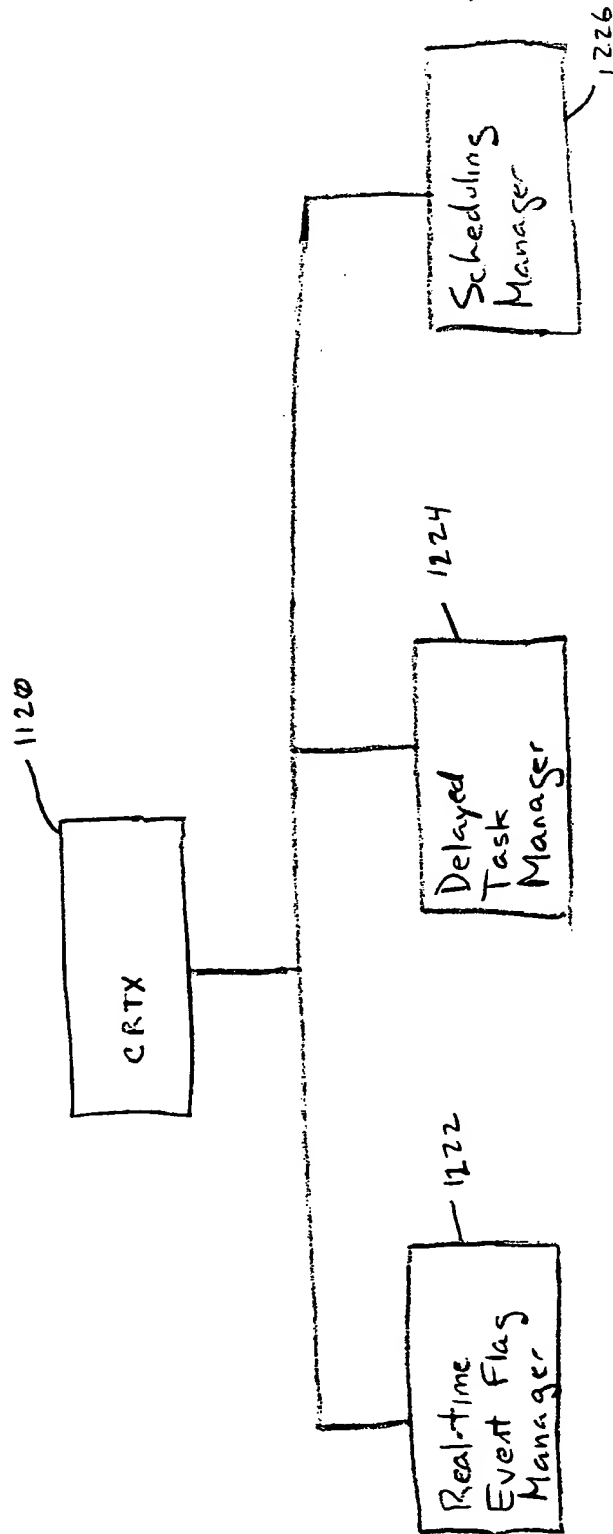 1120
CRTX
1222
Real-time
Event Flag
Manager
1224
Delayed
Task
Manager
Scheduling
Manager
1226